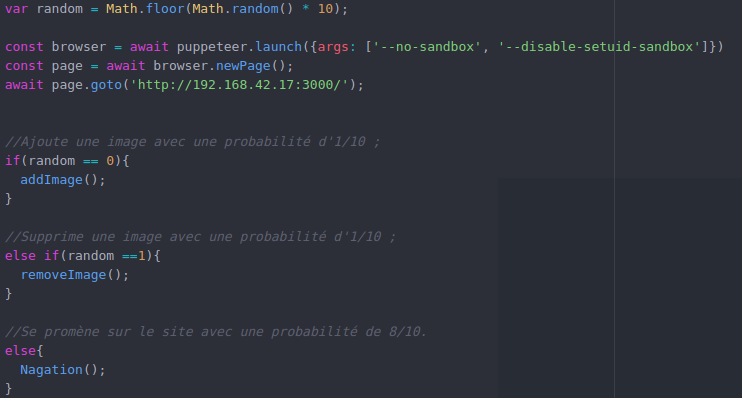 var random = Math.floor(Math.random() * 10);
const browser = await puppeteer.launch({args: ['--no-sandbox', '--disable-setuid-sandbox']})
const page = await browser.newPage();
await page.goto('http://192.168.42.17:3000/');
//Ajoute une image avec une probabilité d'1/10 ;
if(random == 0){
  addImage();
}
//Supprime une image avec une probabilité d'1/10 ;
else if(random ==1){
  removeImage();
}
//Se promène sur le site avec une probabilité de 8/10.
else{
  Nagation();
}